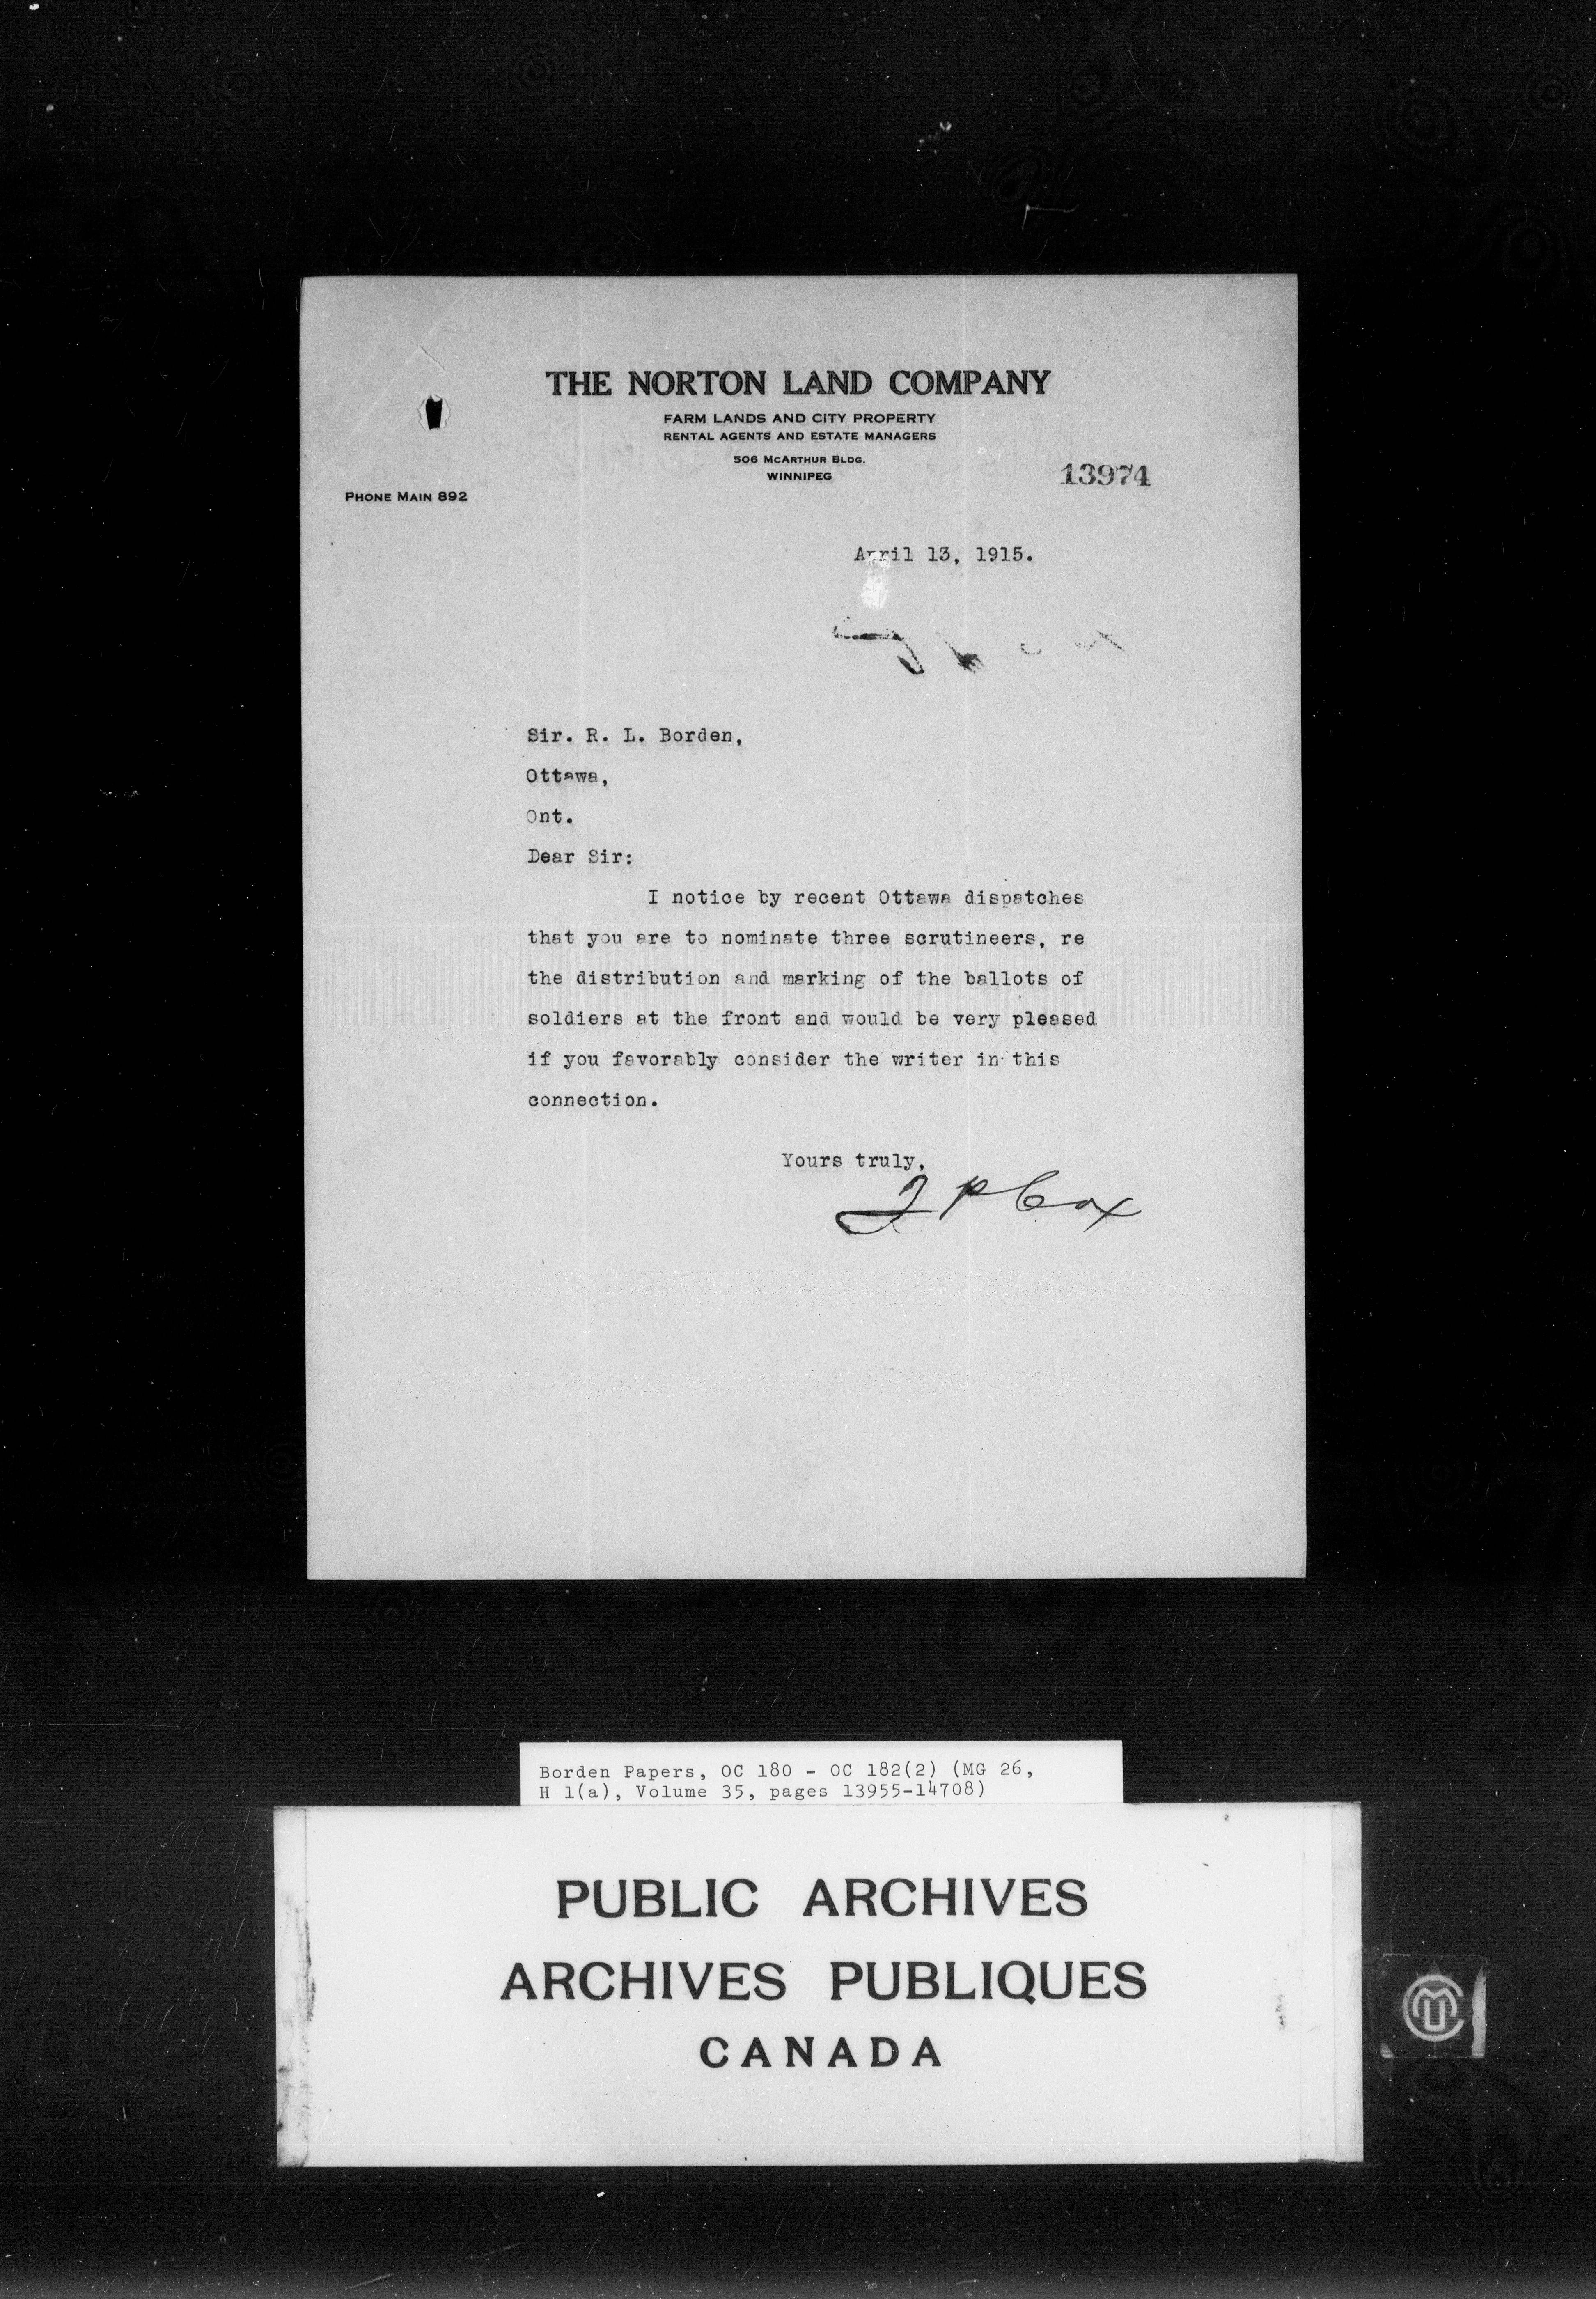 THE NORTON LAND COMPANY
FARM LANDS AND CITY PROPERTY
RENTAL AGENTS AND ESTATE MANAGERS
506 MCARTHUR BLDG.
WINNIPEG
13974
PHONE MAIN 892
April 13, 1915.
Sir. R. L. Borden,
Ottawa,
Ont.
Dear Sir:
I notice by recent Ottawa dispatches
that you are to nominate three scrutineers, re
the distribution and marking of the ballots of
soldiers at the front and would be very pleased
if you favorably consider the writer in this
connection.
Yours truly,
P Cox
Borden Papers, OC 180 - OC 182(2) (MG 26,
H 1(a), Volume 35, pages 13955-14708)
PUBLIC ARCHIVES
ARCHIVES PUBLIQUES
CANADA